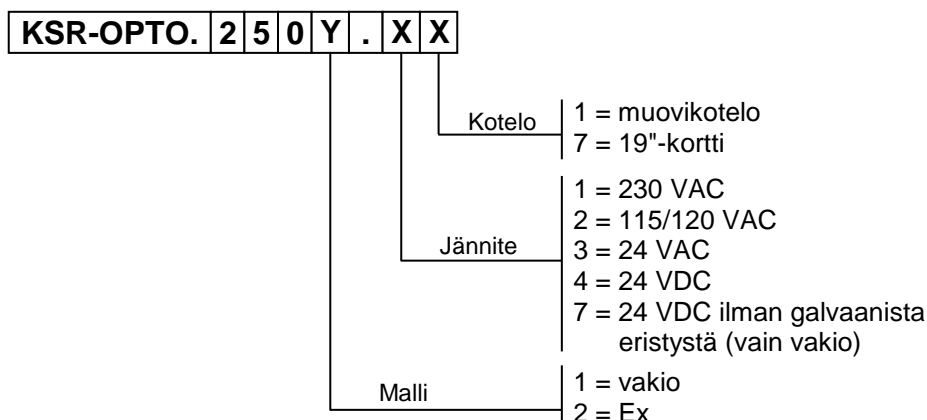 KSR-OPTO. 2 5 0 Y . X X
Kotelo
1 = muovikotelo
7 = 19"-kortti
Jännite
1 = 230 VAC
2 = 115/120 VAC
3 = 24 VAC
4 = 24 VDC
7 = 24 VDC ilman galvaanista
eristystä (vain vakio)
Malli
1 = vakio
2 = Ex